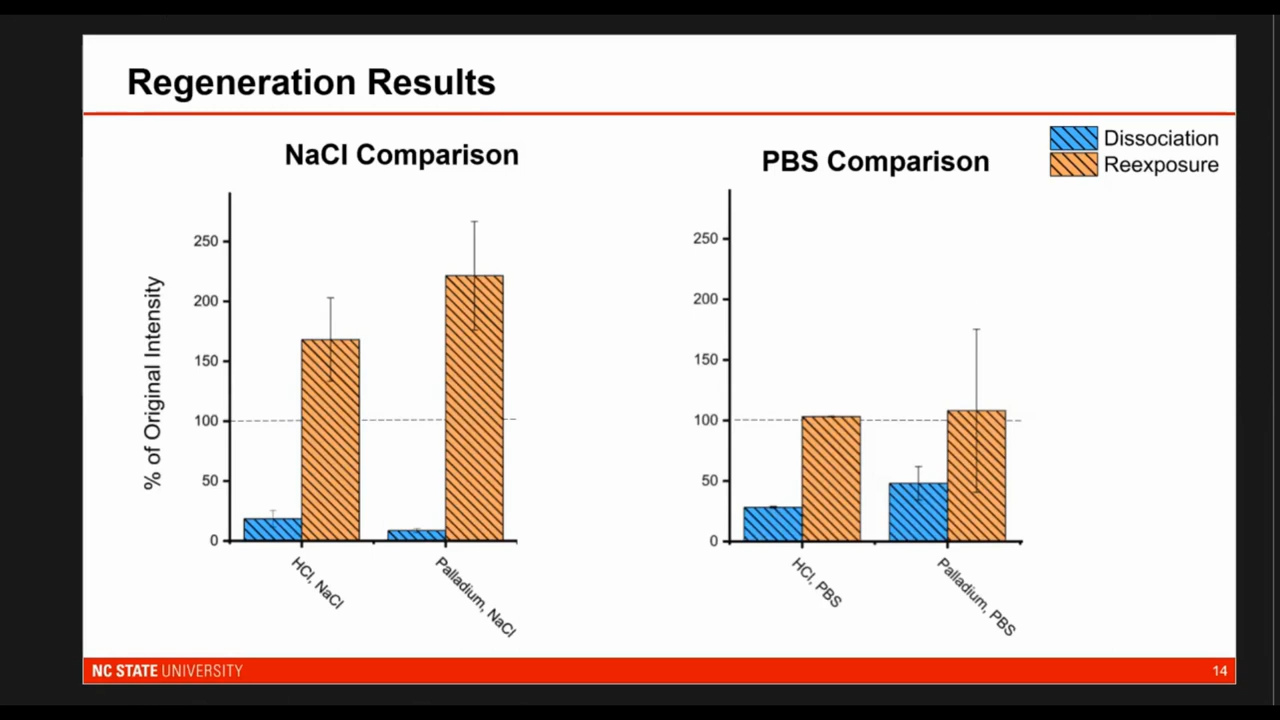 Regeneration Results
NaCl Comparison
% of Original Intensity
250
200
150
100
50
0
HCl, NaCl
Palladium, NaCl
PBS Comparison
250
200
150
100
50
0
HCl, PBS
Palladium, PBS
Dissociation
Reexposure
NC STATE UNIVERSITY
14